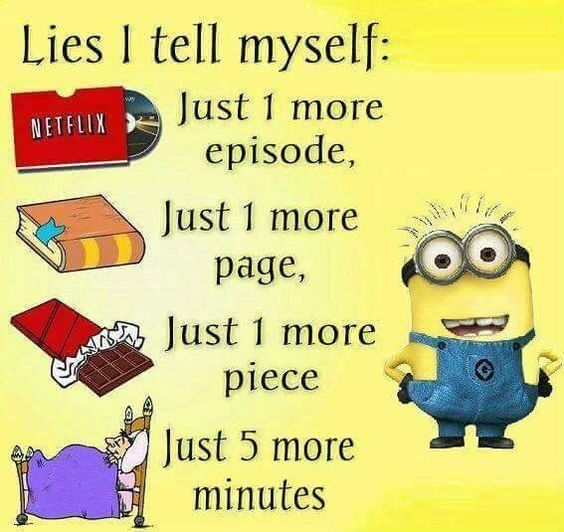 Lies I tell myself:
NETFLIX
Just 1 more
episode,
Just 1 more
page,
Just 1 more
piece
Just 5 more
minutes